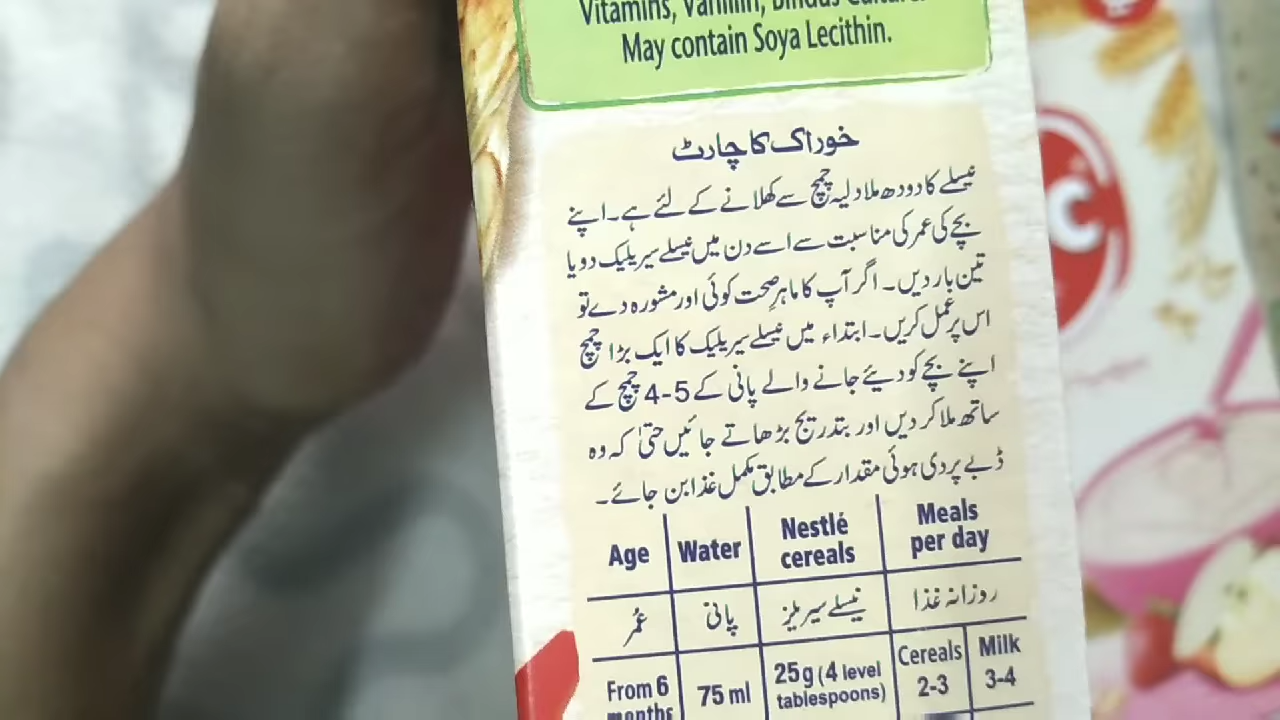 Vitamins, Vanillin, Bifidus Culture.
May contain Soya Lecithin.
خوراک کا چارٹ
نیسلے کا دودھ ملا دلیہ چمچ سے کھلانے کے لئے ہے۔ اپنے
بچے کی عمر کی مناسبت سے اسے دن میں نیسلے سیریلیک دو یا
تین بار دیں۔ اگر آپ کا ماہرِ صحت کوئی اور مشورہ دے تو
اس پر عمل کریں۔ ابتداء میں نیسلے سیریلیک کا ایک بڑا چمچ
اپنے بچے کو دیئے جانے والے پانی کے 5-4 چمچ کے
ساتھ ملا کر دیں اور بتدریج بڑھاتے جائیں حتیٰ کہ وہ
ڈبے پر دی ہوئی مقدار کے مطابق مکمل غذا بن جائے۔
Age Water Nestlé cereals Meals per day
عُمر پانی نیسلے سیریلز روزانہ غذا
From 6 months 75 ml 25g (4 level tablespoons) Cereals 2-3 Milk 3-4